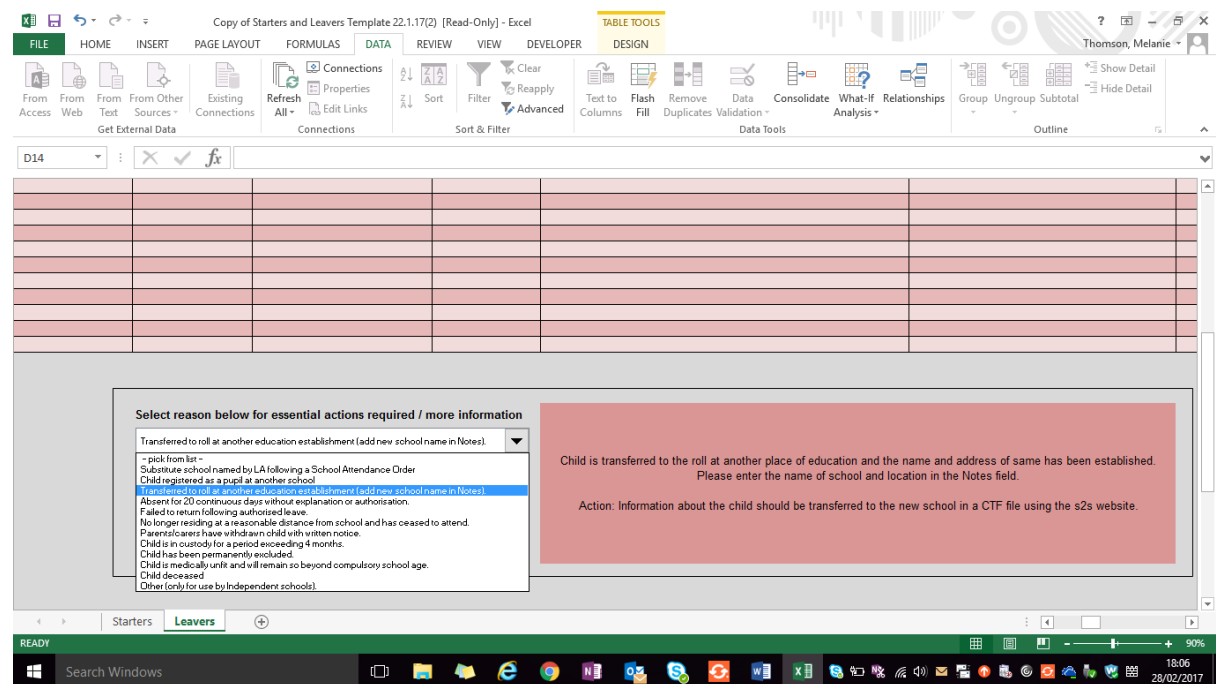 Copy of Starters and Leavers Template 22.1.17(2) [Read-Only] - Excel
TABLE TOOLS
?
FILE HOME INSERT PAGE LAYOUT FORMULAS DATA REVIEW VIEW DEVELOPER DESIGN
Thomson, Melanie
From Access
From Web
From Text
From Other Sources
Existing Connections
Get External Data
Refresh All
Connections
Properties
Edit Links
Connections
Sort
Filter
Clear
Reapply
Advanced
Sort & Filter
Text to Columns
Flash Fill
Remove Duplicates
Data Validation
Consolidate
What-If Analysis
Relationships
Data Tools
Group
Ungroup
Subtotal
Show Detail
Hide Detail
Outline
D14
fx
Select reason below for essential actions required / more information
Transferred to roll at another education establishment (add new school name in Notes).
- pick from list -
Substitute school named by LA following a School Attendance Order
Child registered as a pupil at another school
Transferred to roll at another education establishment (add new school name in Notes).
Absent for 20 continuous days without explanation or authorisation.
Failed to return following authorised leave.
No longer residing at a reasonable distance from school and has ceased to attend.
Parents/carers have withdrawn child with written notice.
Child is in custody for a period exceeding 4 months.
Child has been permanently excluded.
Child is medically unfit and will remain so beyond compulsory school age.
Child deceased
Other (only for use by Independent schools).
Child is transferred to the roll at another place of education and the name and address of same has been established.
Please enter the name of school and location in the Notes field.
Action: Information about the child should be transferred to the new school in a CTF file using the s2s website.
Starters Leavers
READY
90%
Search Windows
18:06
28/02/2017